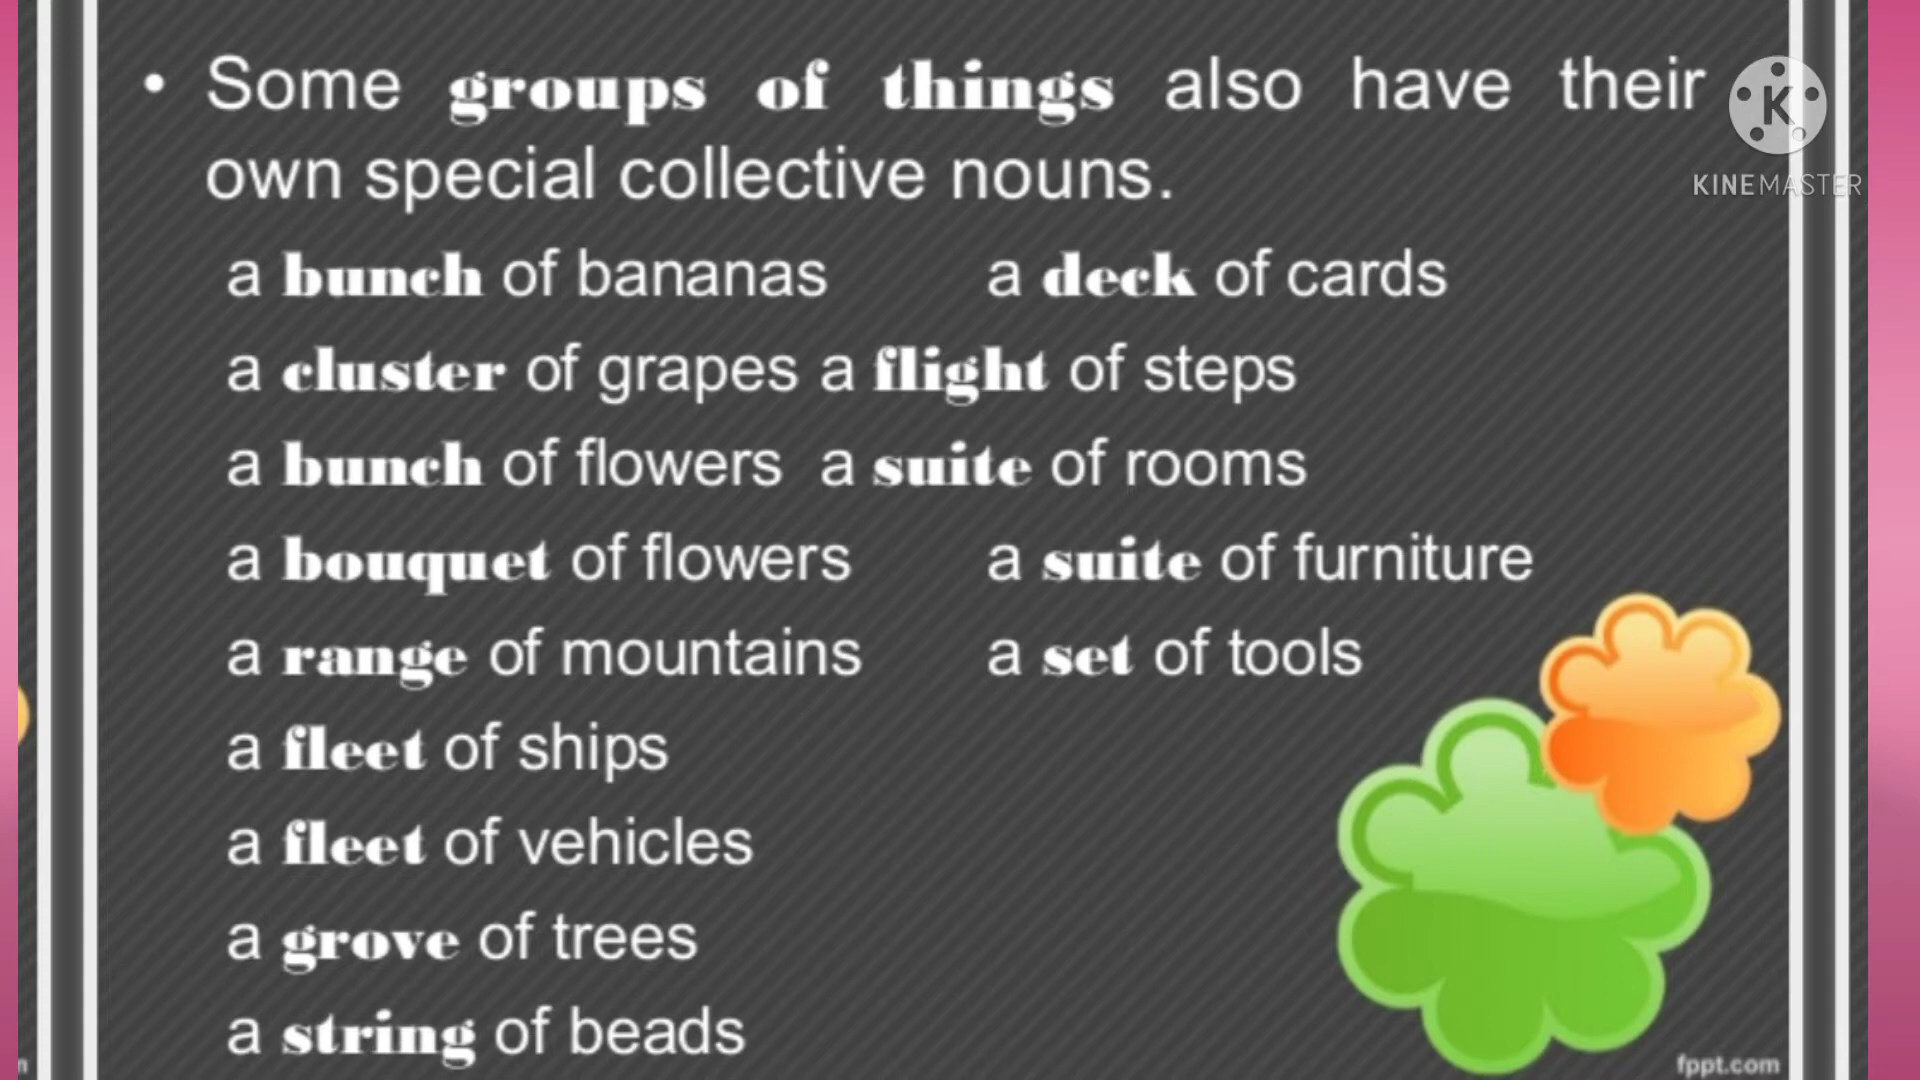 • Some groups of things also have their
own special collective nouns.
a bunch of bananas a deck of cards
a cluster of grapes a flight of steps
a bunch of flowers a suite of rooms
a bouquet of flowers a suite of furniture
a range of mountains a set of tools
a fleet of ships
a fleet of vehicles
a grove of trees
a string of beads
K
KINEMASTER
fppt.com